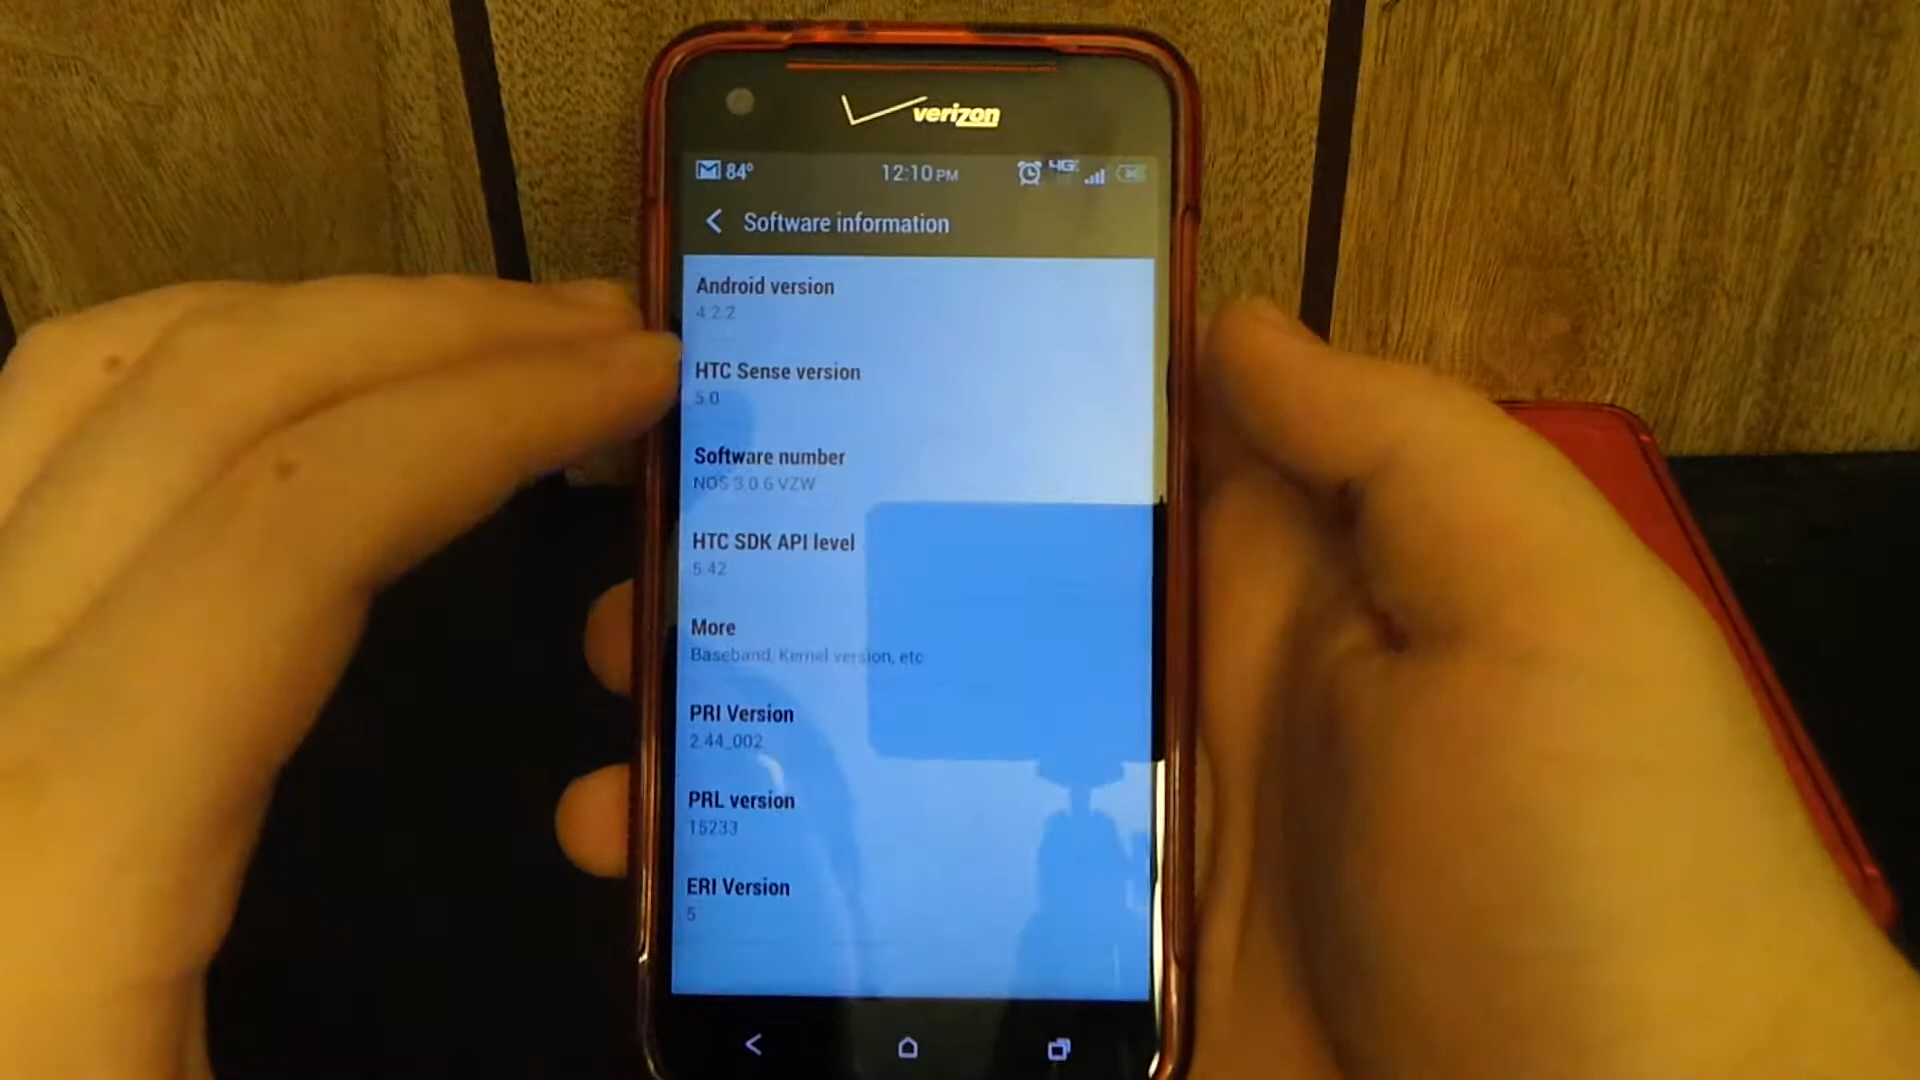 verizon
84° 12:10 PM 4G
Software information
Android version
4.2.2
HTC Sense version
5.0
Software number
NOS 3.0.6 VZW
HTC SDK API level
5.42
More
Baseband, Kernel version, etc
PRI Version
2.44_002
PRL version
15233
ERI Version
5